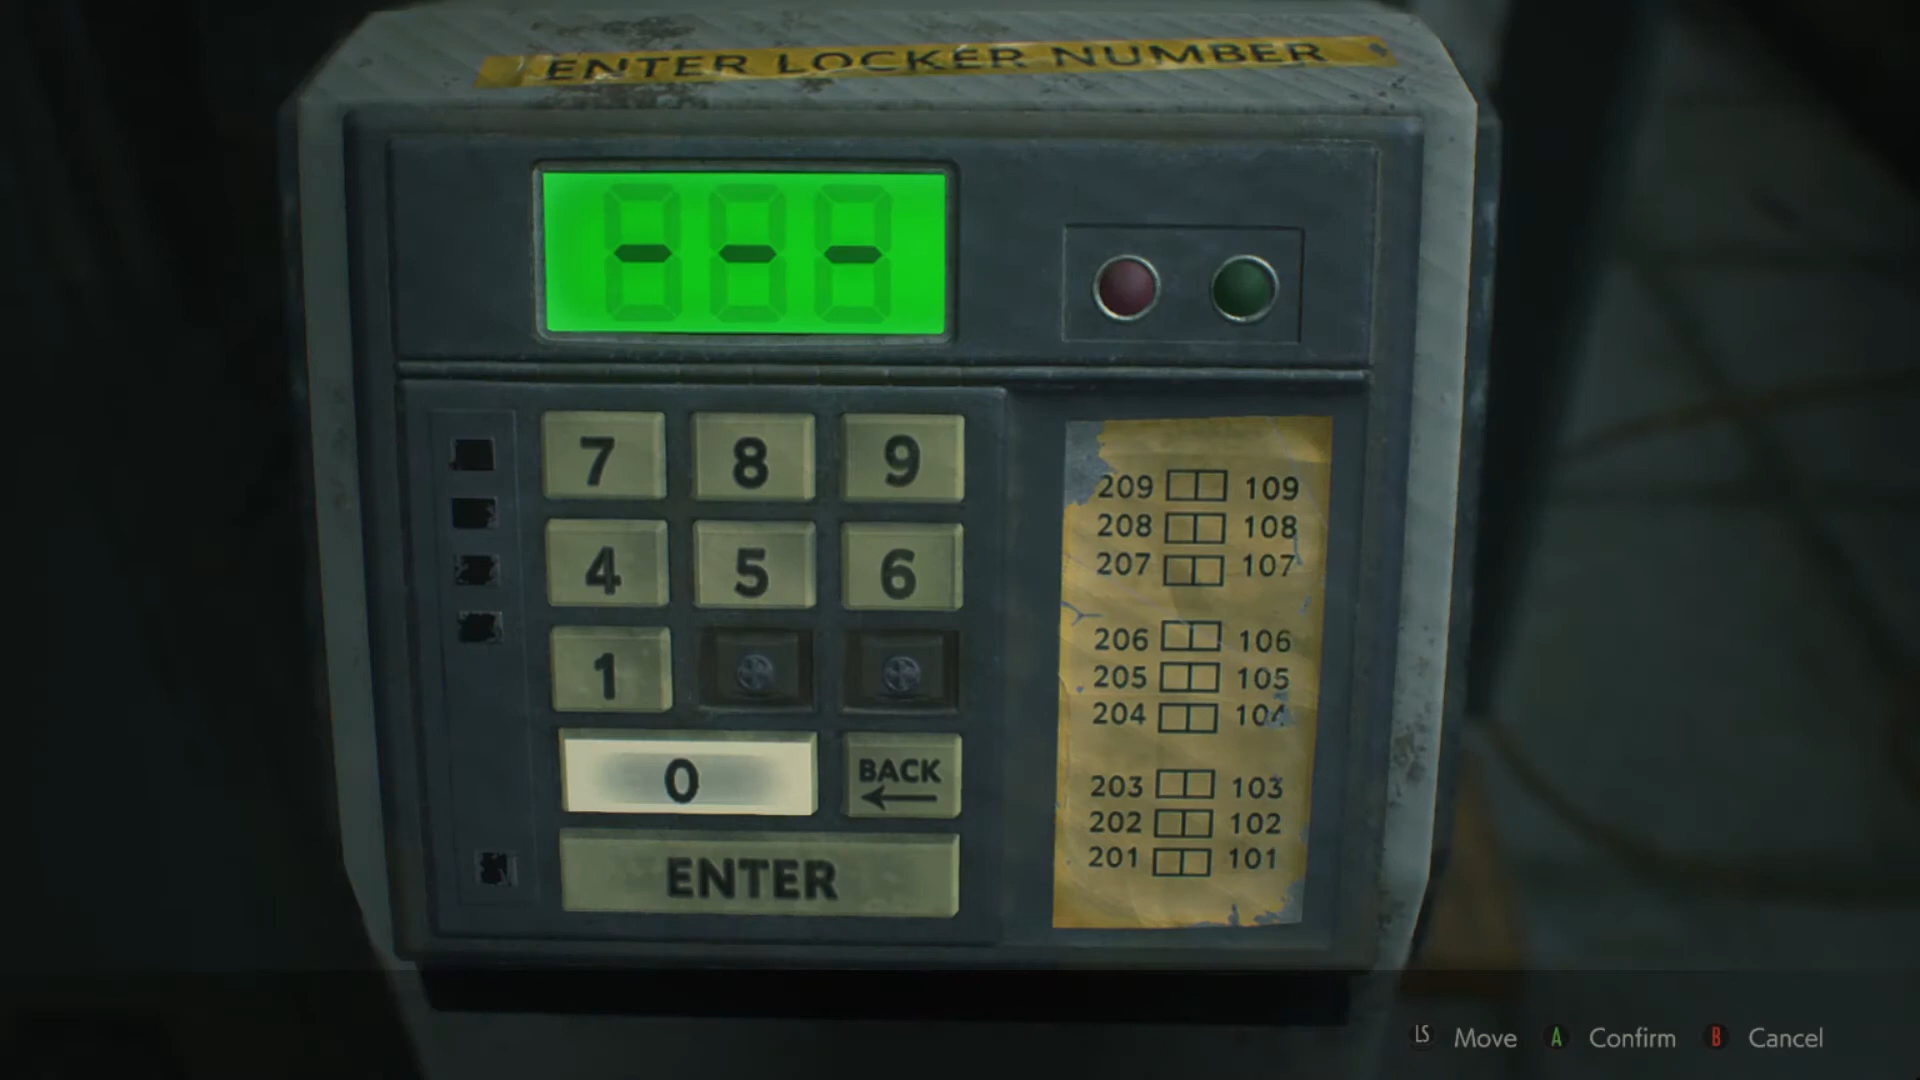 ENTER LOCKER NUMBER
- - -
7 8 9
4 5 6
1
0 BACK
ENTER
209 109
208 108
207 107
206 106
205 105
204 104
203 103
202 102
201 101
LS Move A Confirm B Cancel